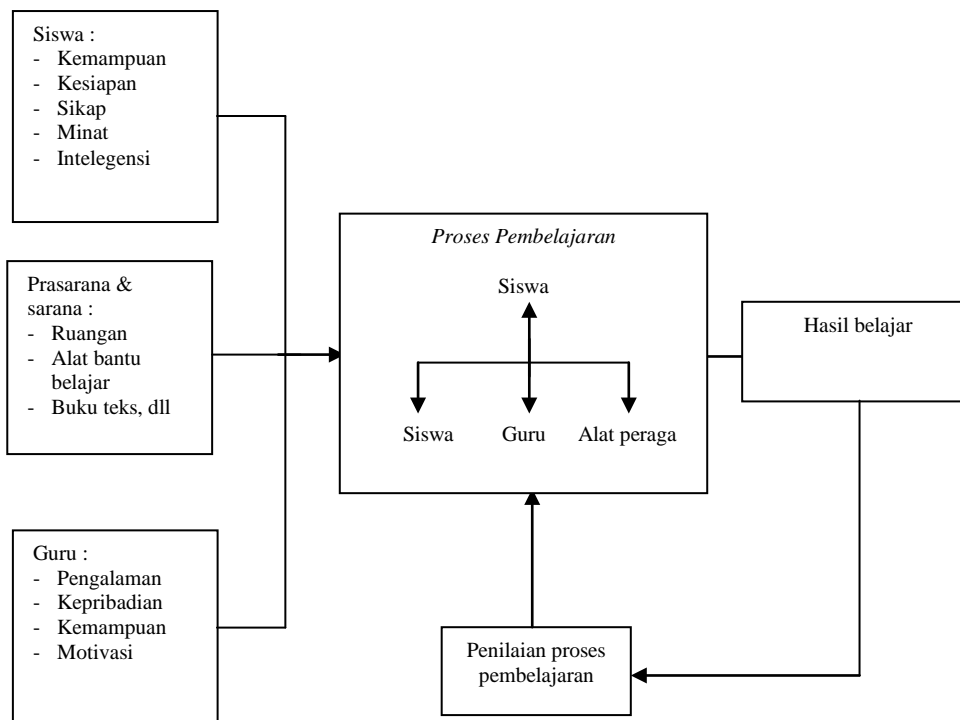 Siswa :
- Kemampuan
- Kesiapan
- Sikap
- Minat
- Intelegensi
Prasarana &
sarana :
- Ruangan
- Alat bantu
belajar
- Buku teks, dll
Guru :
- Pengalaman
- Kepribadian
- Kemampuan
- Motivasi
Proses Pembelajaran
Siswa
Siswa Guru Alat peraga
Hasil belajar
Penilaian proses
pembelajaran